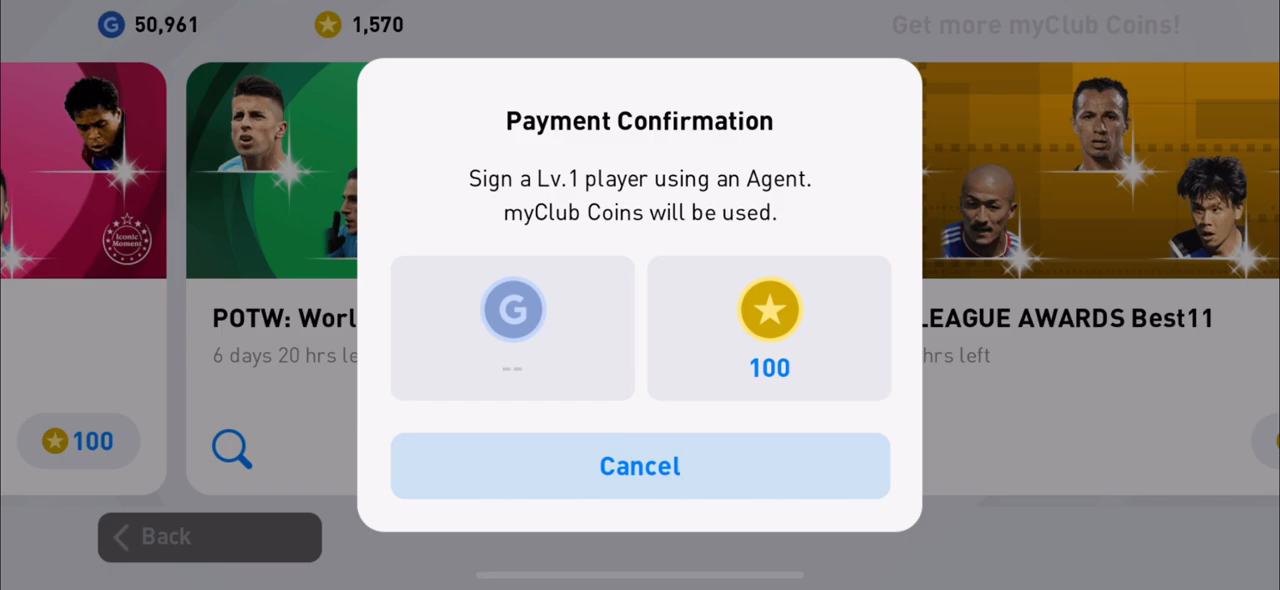 G 50,961
1,570
Get more myClub Coins!
Payment Confirmation
Sign a Lv.1 player using an Agent.
myClub Coins will be used.
G
--
100
Cancel
Iconic
Moment
100
POTW: Worl
6 days 20 hrs le
LEAGUE AWARDS Best11
hrs left
Back